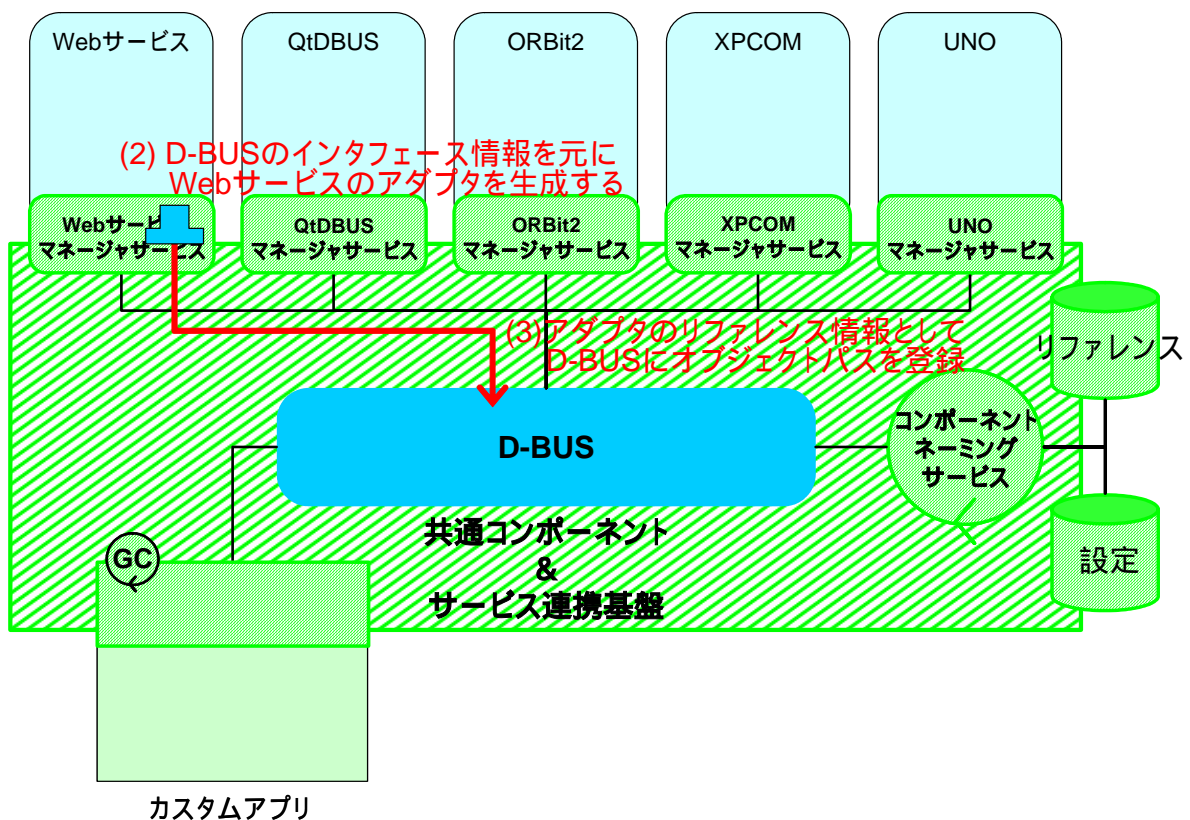 Webサービス
QtDBUS
ORBit2
XPCOM
UNO
(2) D-BUSのインタフェース情報を元に
Webサービスのアダプタを生成する
Webサービス
マネージャサービス
QtDBUS
マネージャサービス
ORBit2
マネージャサービス
XPCOM
マネージャサービス
UNO
マネージャサービス
(3)アダプタのリファレンス情報として
D-BUSにオブジェクトパスを登録
リファレンス
D-BUS
コンポーネント
ネーミング
サービス
共通コンポーネント
&
サービス連携基盤
設定
GC
カスタムアプリ